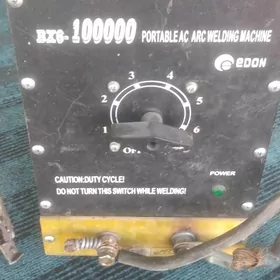 BX6-100000 PORTABLE AC ARC WELDING MACHINE
edon
3 4
2 5
1 6
CAUTION:DUTY CYCLE!
DO NOT TURN THIS SWITCH WHILE WELDING!
POWER